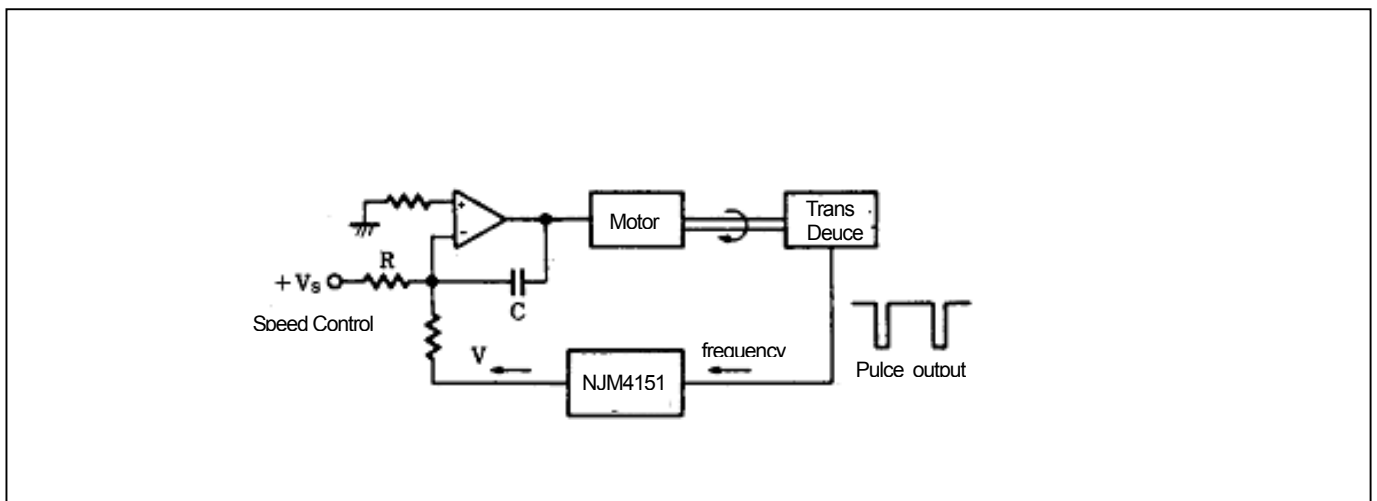 +
-
Motor
Trans
Deuce
R
+Vs
C
Speed Control
V
frequency
NJM4151
Pulce output